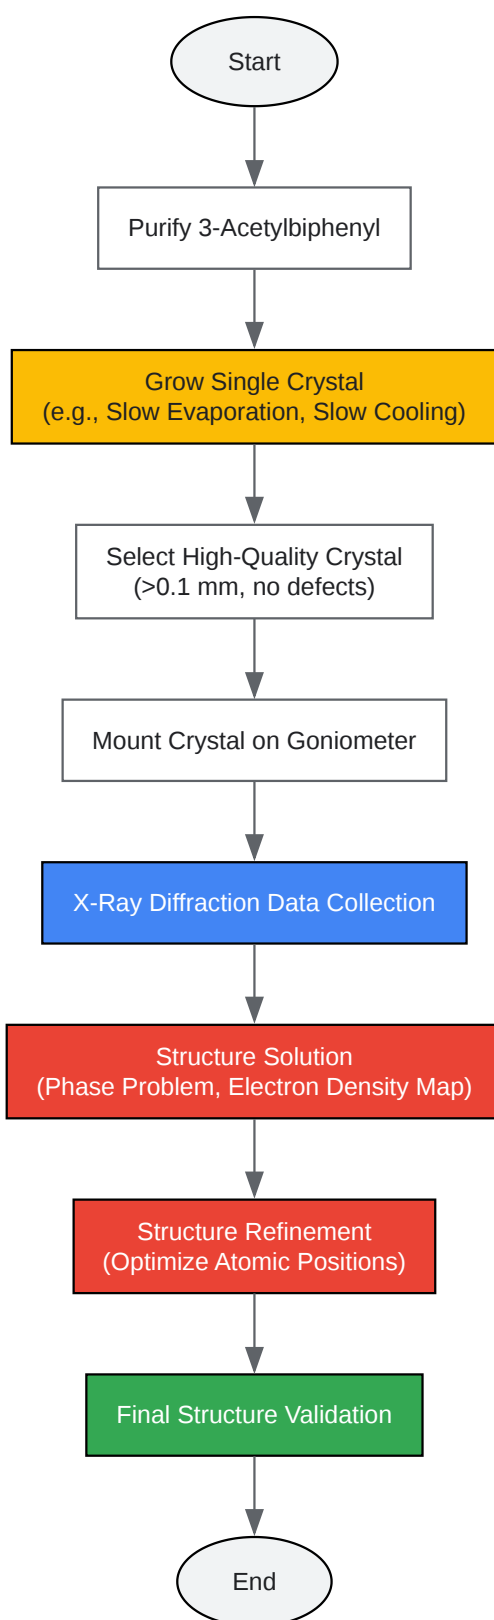 Start
Purify 3-Acetylbiphenyl
Grow Single Crystal
(e.g., Slow Evaporation, Slow Cooling)
Select High-Quality Crystal
(>0.1 mm, no defects)
Mount Crystal on Goniometer
X-Ray Diffraction Data Collection
Structure Solution
(Phase Problem, Electron Density Map)
Structure Refinement
(Optimize Atomic Positions)
Final Structure Validation
End